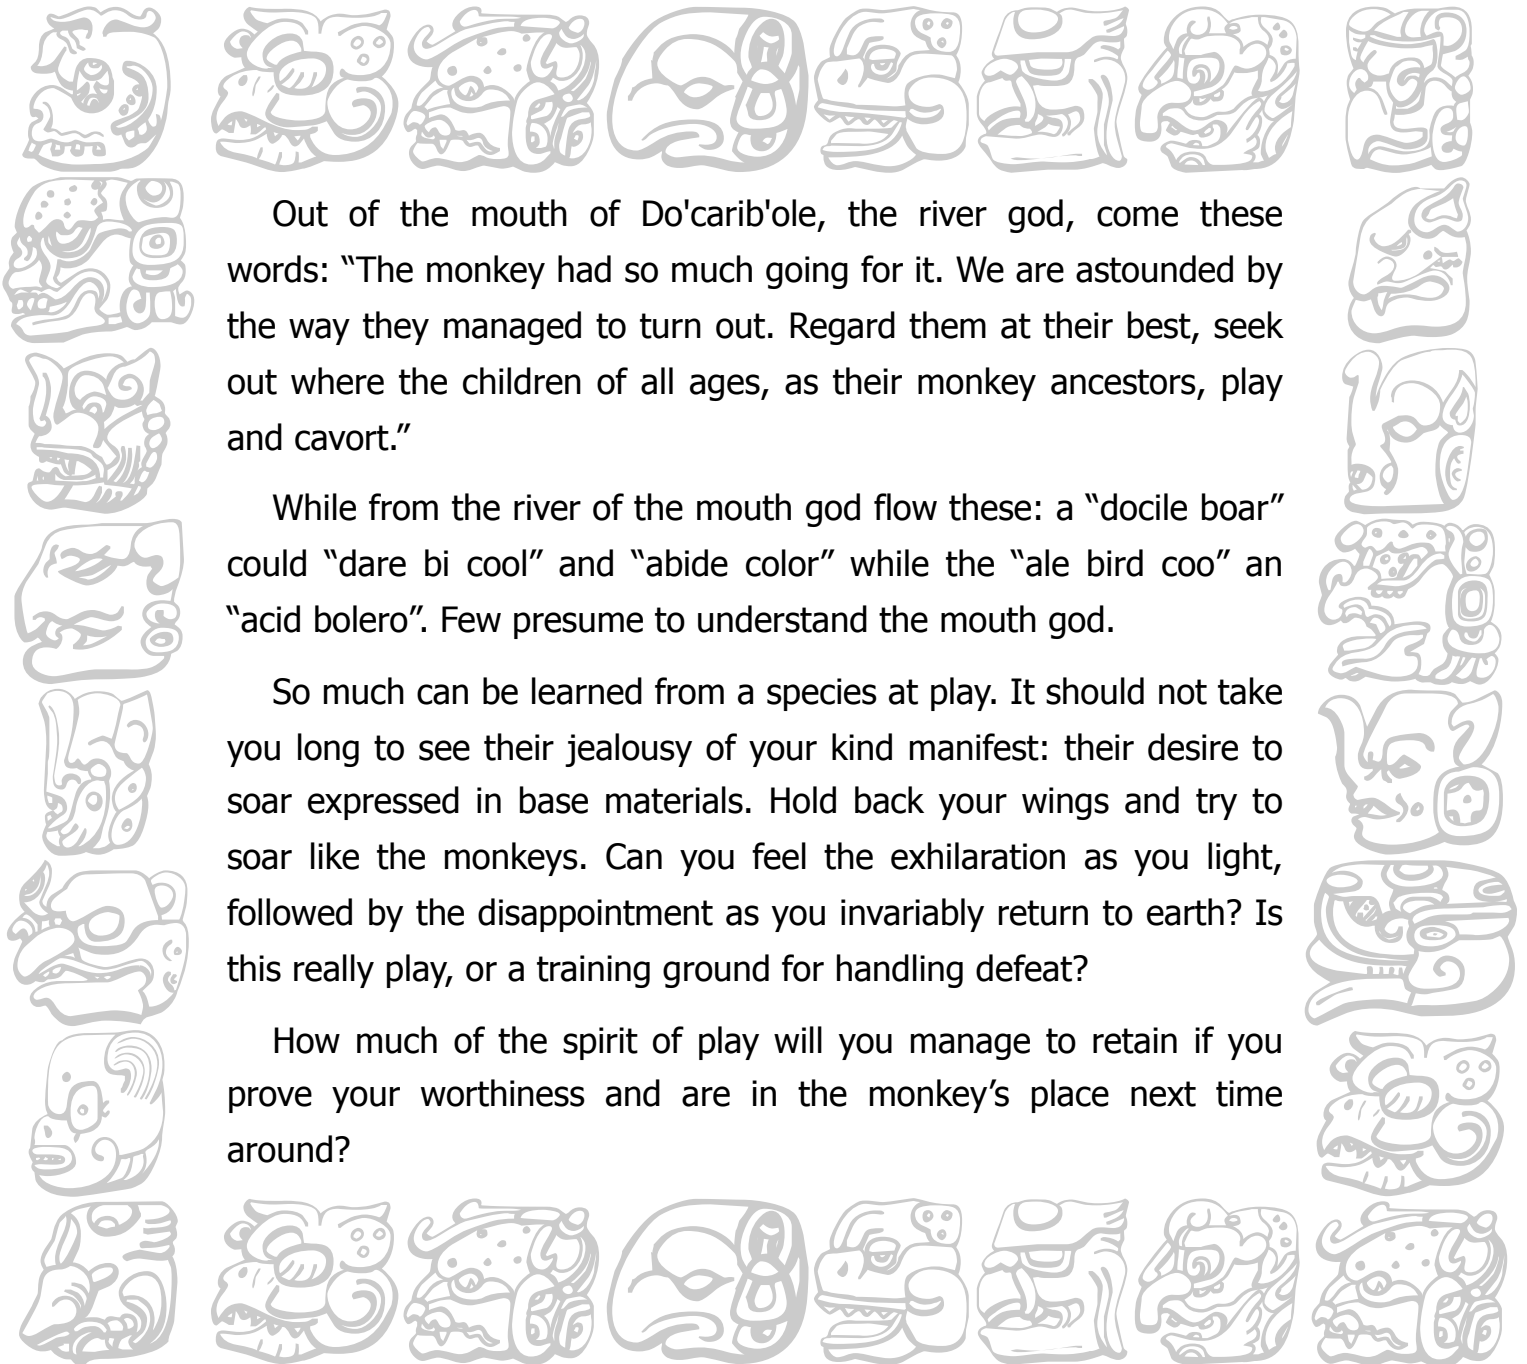 Out of the mouth of Do'carib'ole, the river god, come these
words: “The monkey had so much going for it. We are astounded by
the way they managed to turn out. Regard them at their best, seek
out where the children of all ages, as their monkey ancestors, play
and cavort.”
While from the river of the mouth god flow these: a “docile boar”
could “dare bi cool” and “abide color” while the “ale bird coo” an
“acid bolero”. Few presume to understand the mouth god.
So much can be learned from a species at play. It should not take
you long to see their jealousy of your kind manifest: their desire to
soar expressed in base materials. Hold back your wings and try to
soar like the monkeys. Can you feel the exhilaration as you light,
followed by the disappointment as you invariably return to earth? Is
this really play, or a training ground for handling defeat?
How much of the spirit of play will you manage to retain if you
prove your worthiness and are in the monkey’s place next time
around?